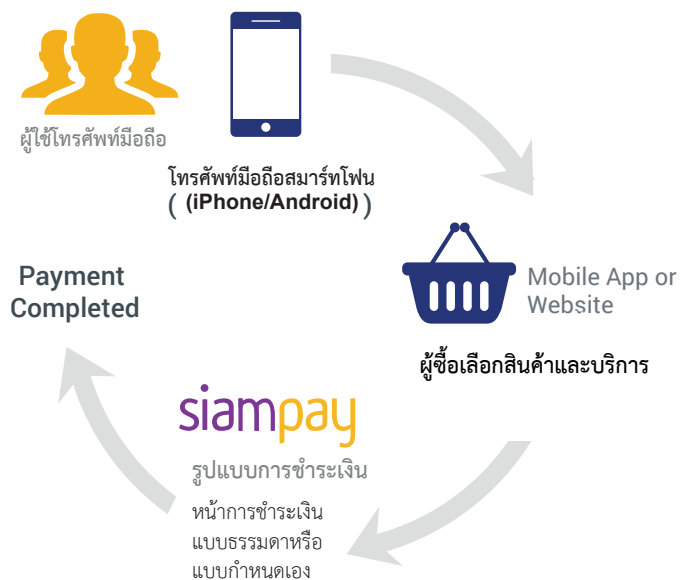 ผู้ใช้โทรศัพท์มือถือ
โทรศัพท์มือถือสมาร์ทโฟน
( (iPhone/Android) )
Mobile App or
Website
ผู้ซื้อเลือกสินค้าและบริการ
siampay
รูปแบบการชำระเงิน
หน้าการชำระเงิน
แบบธรรมดาหรือ
แบบกำหนดเอง
Payment
Completed